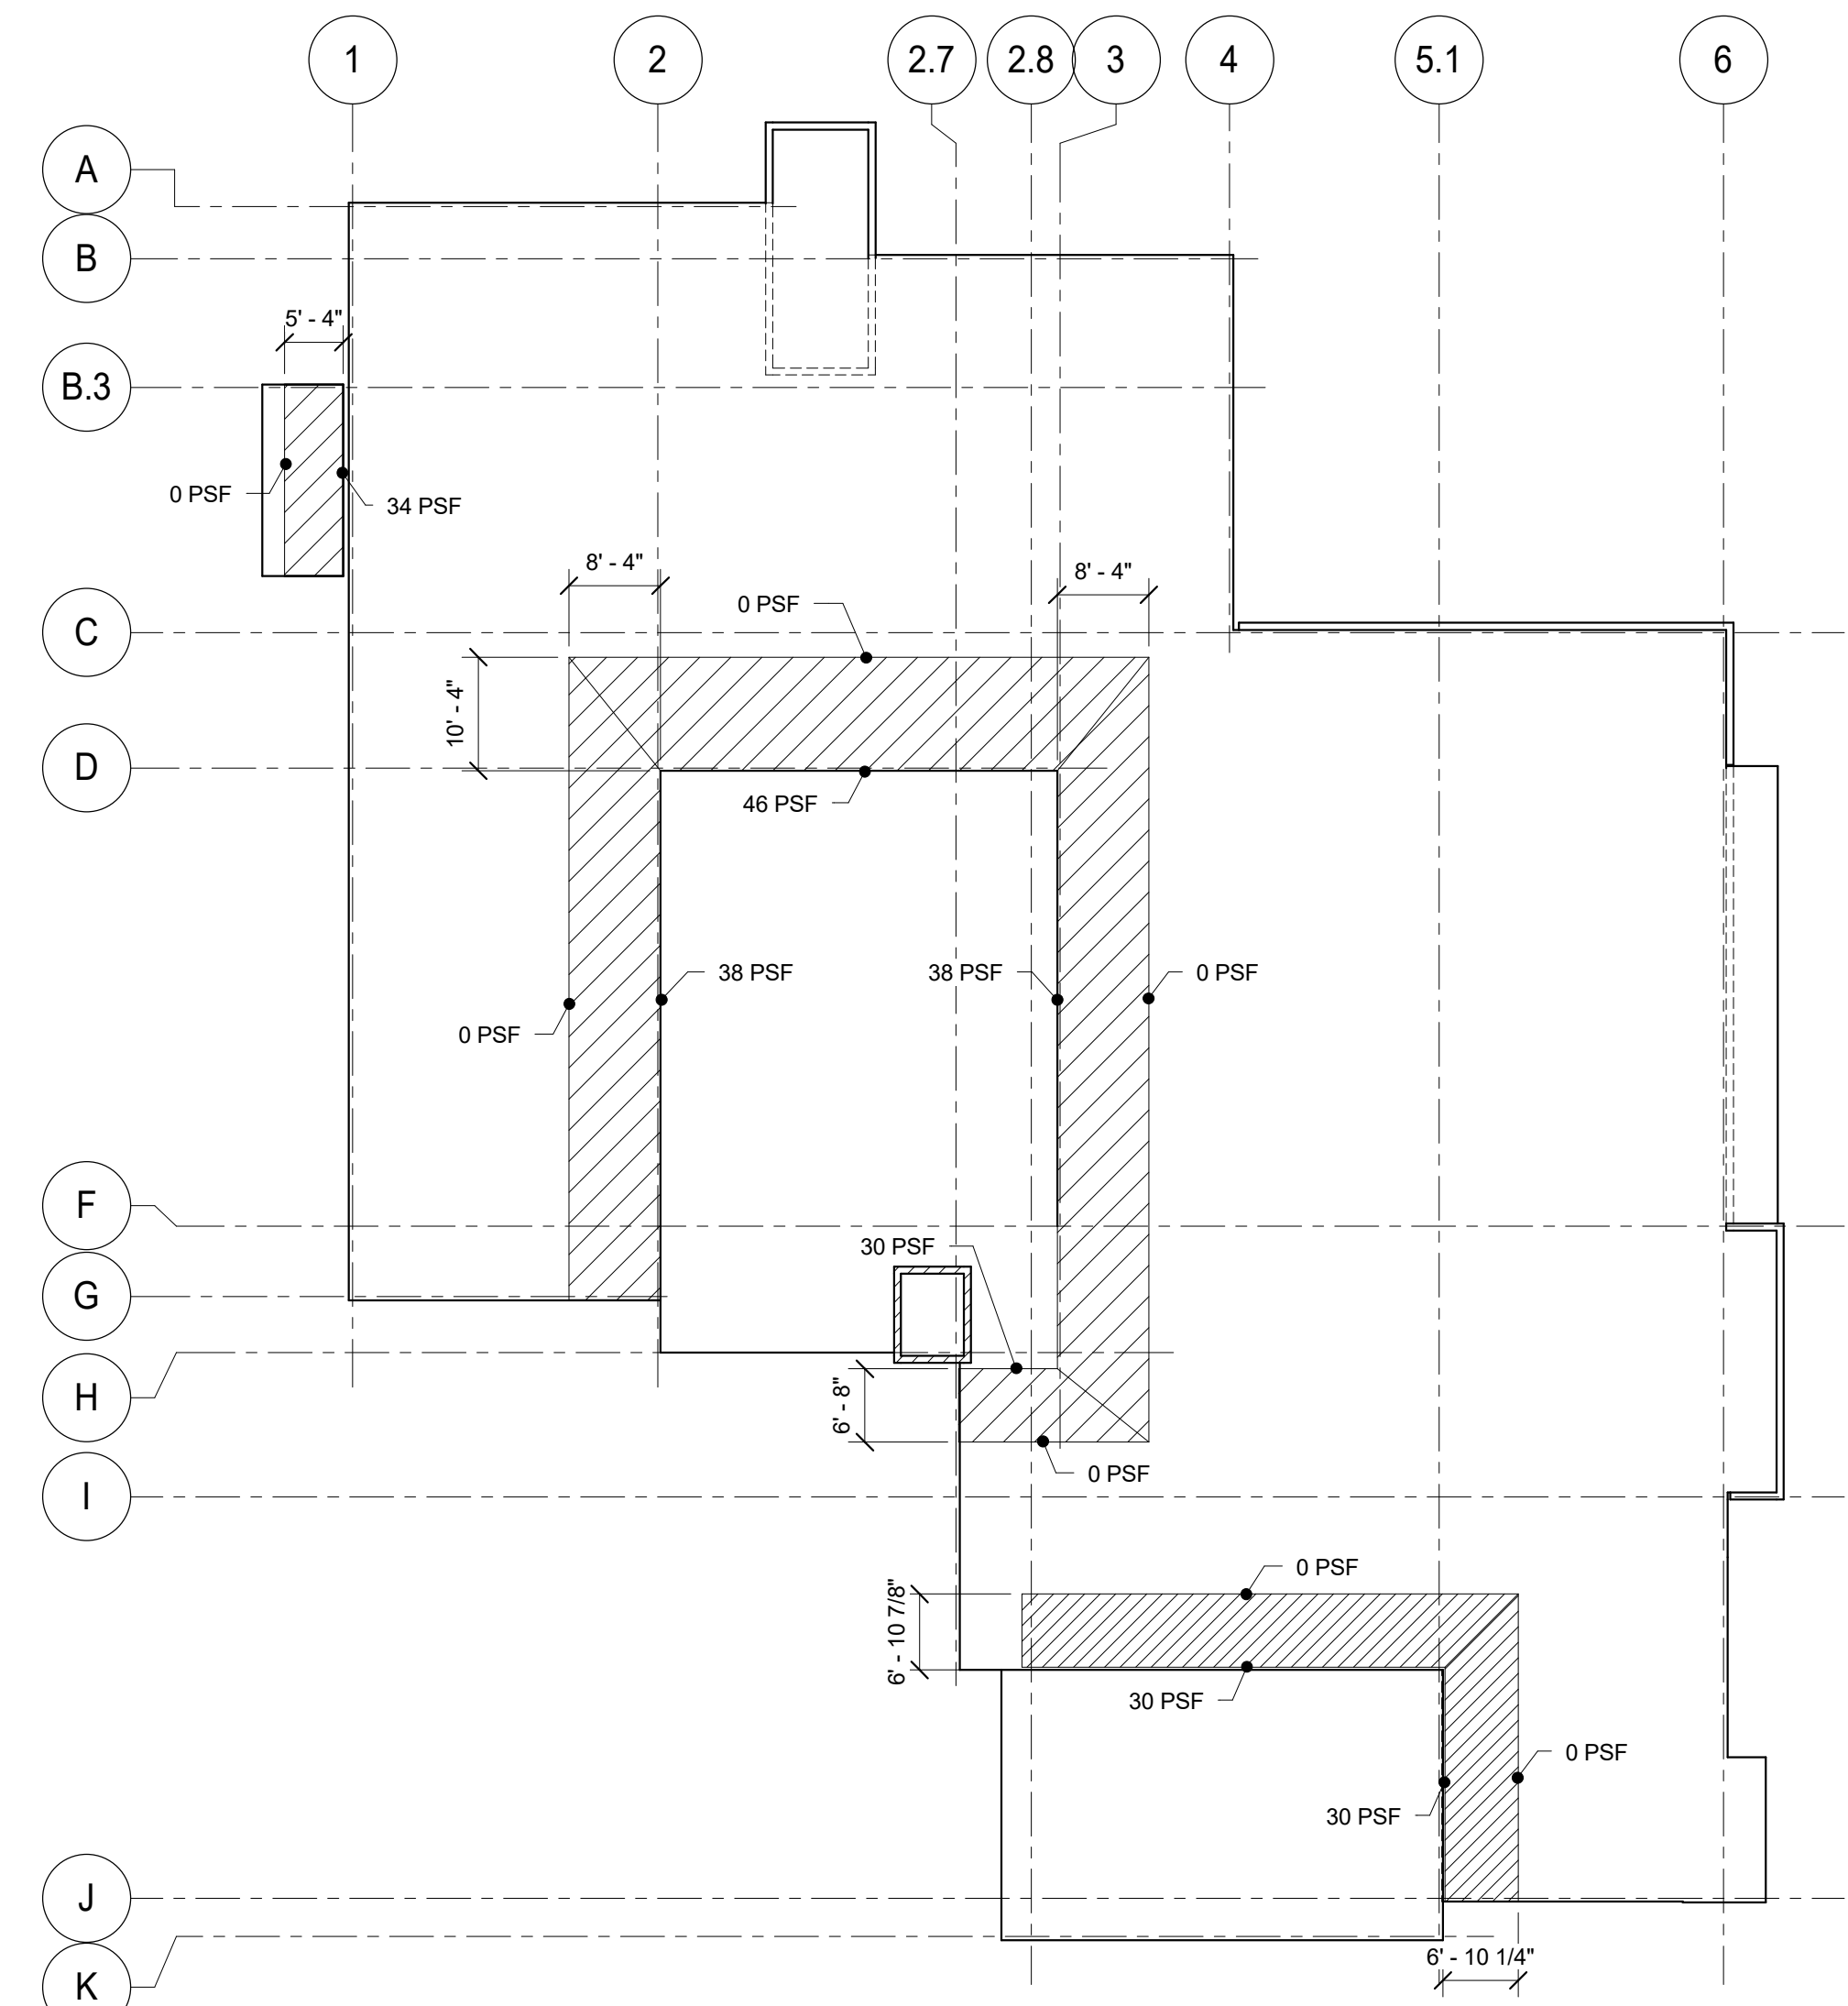 1 2 2.7 2.8 3 4 5.1 6
A
B
5' - 4"
B.3
0 PSF
34 PSF
8' - 4"
8' - 4"
0 PSF
C
10' - 4"
D
46 PSF
38 PSF
38 PSF
0 PSF
0 PSF
F
30 PSF
G
H
6' - 8"
0 PSF
I
0 PSF
6' - 10 7/8"
30 PSF
0 PSF
30 PSF
J
6' - 10 1/4"
K